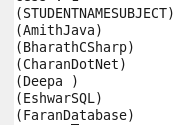 (STUDENTNAMESUBJECT)
(AmithJava)
(BharathCSharp)
(CharanDotNet)
(Deepa )
(EshwarSQL)
(FaranDatabase)